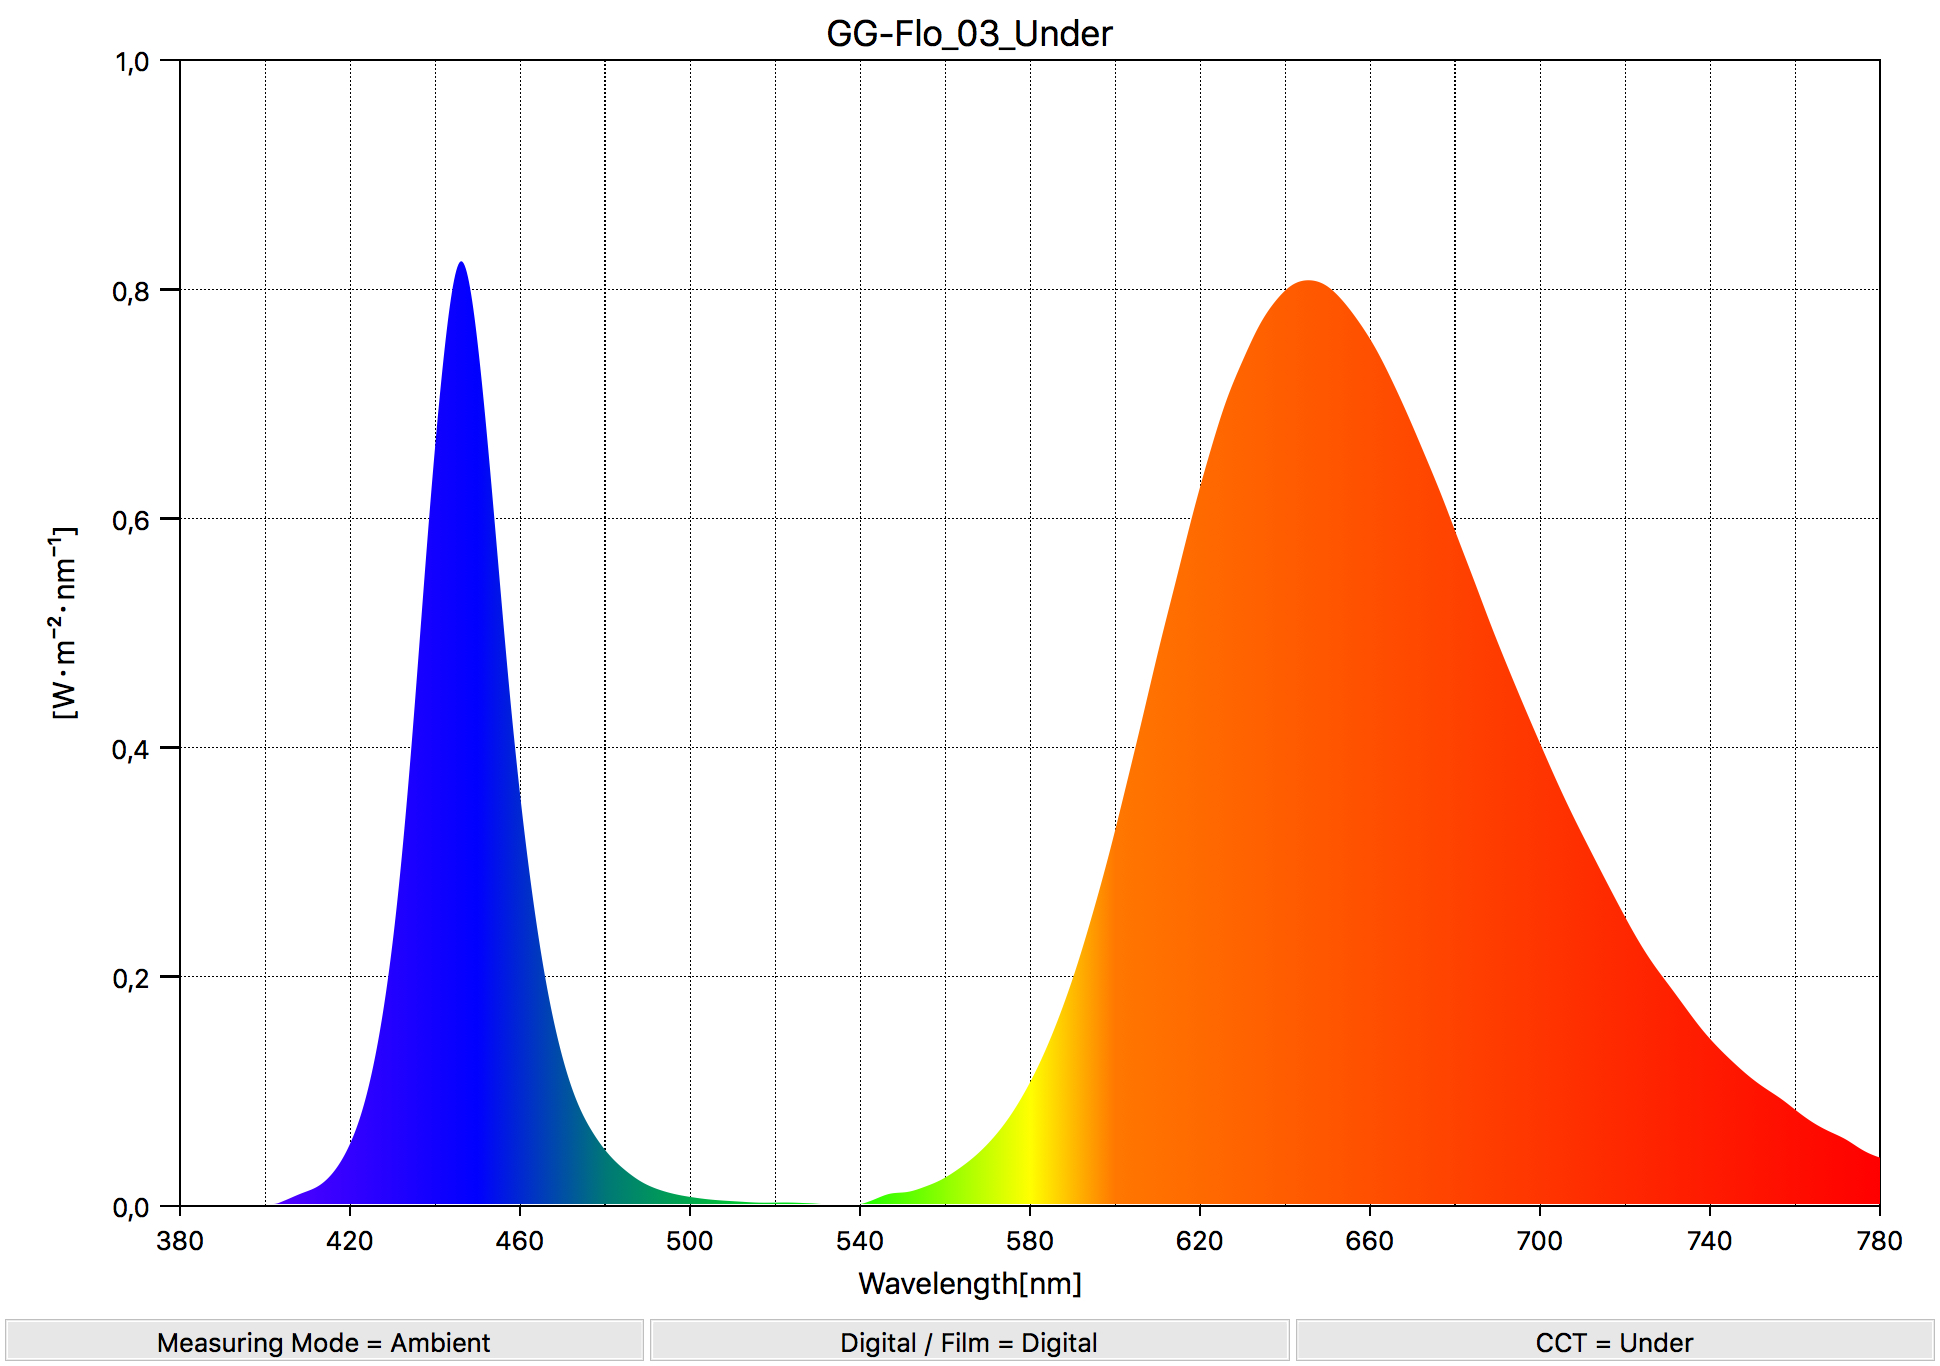 GG-Flo_03_Under
1,0
0,8
0,6
0,4
0,2
0,0
[W·m⁻²·nm⁻¹]
380 420 460 500 540 580 620 660 700 740 780
Wavelength[nm]
Measuring Mode = Ambient
Digital / Film = Digital
CCT = Under